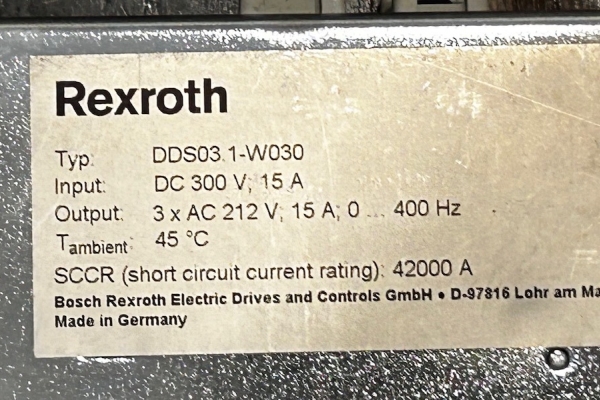 Rexroth
Typ: DDS03.1-W030
Input: DC 300 V; 15 A
Output: 3 x AC 212 V; 15 A; 0 ... 400 Hz
Tambient: 45 °C
SCCR (short circuit current rating): 42000 A
Bosch Rexroth Electric Drives and Controls GmbH • D-97816 Lohr am Ma
Made in Germany